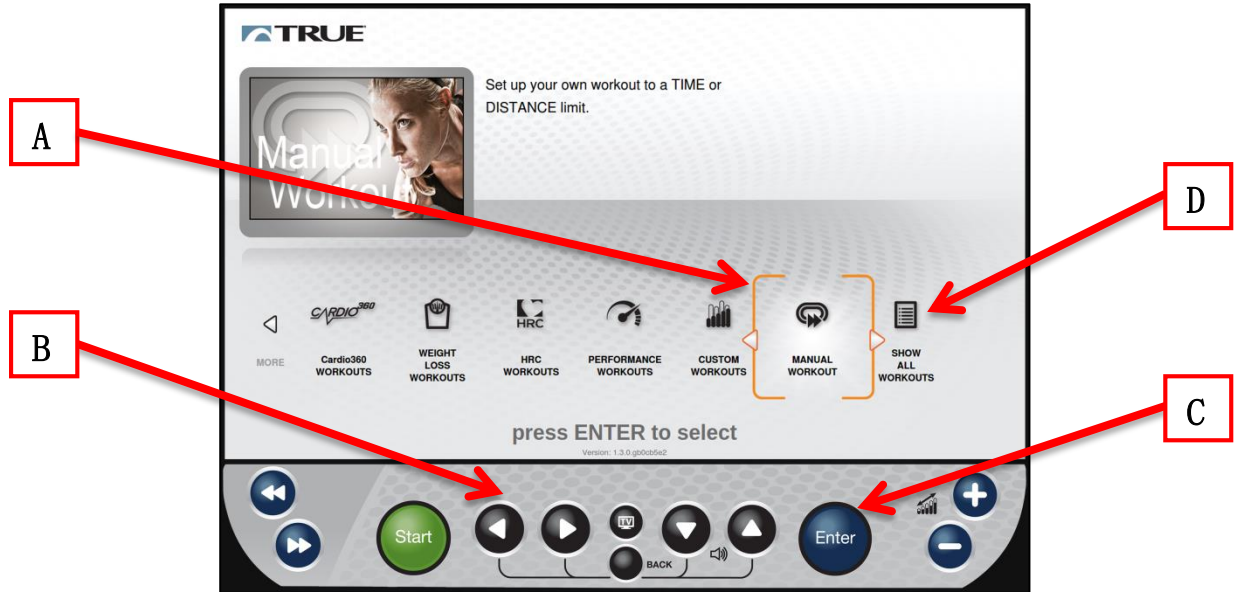 TRUE
Set up your own workout to a TIME or
DISTANCE limit.
Manual
Workout
A
D
B
C
CARDIO360
HRC
MORE
Cardio360
WORKOUTS
WEIGHT
LOSS
WORKOUTS
HRC
WORKOUTS
PERFORMANCE
WORKOUTS
CUSTOM
WORKOUTS
MANUAL
WORKOUT
SHOW
ALL
WORKOUTS
press ENTER to select
Version: 1.3.0.gb0cb5e2
Start
TV
BACK
Enter